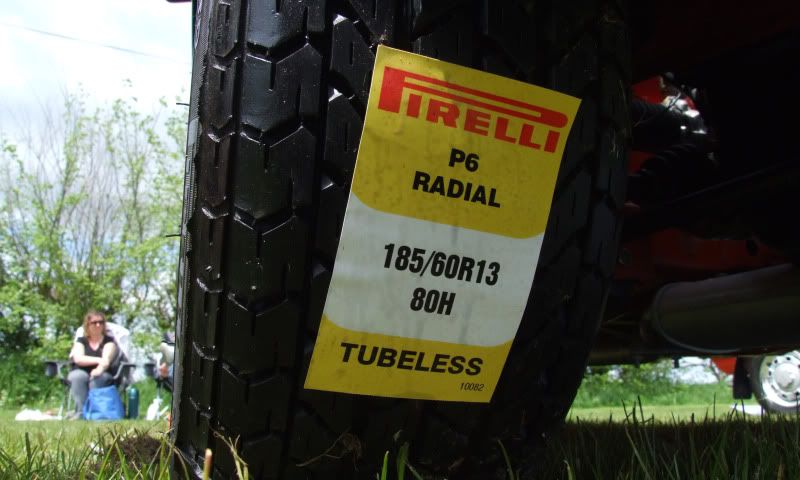 PIRELLI
P6
RADIAL
185/60R13
80H
TUBELESS
10082